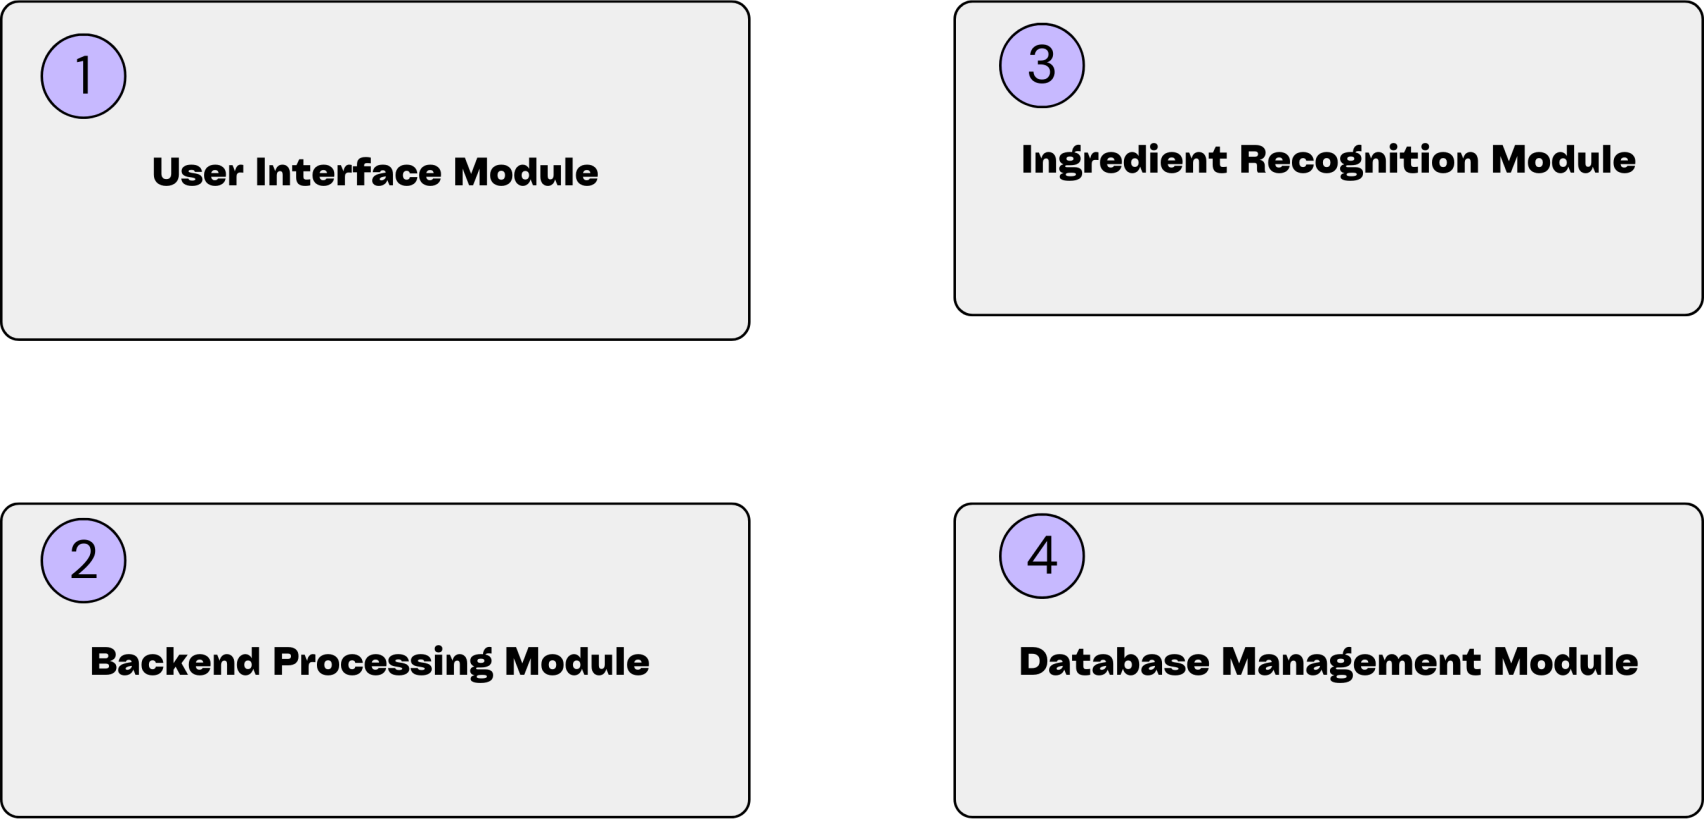 1
User Interface Module
2
Backend Processing Module
3
Ingredient Recognition Module
4
Database Management Module